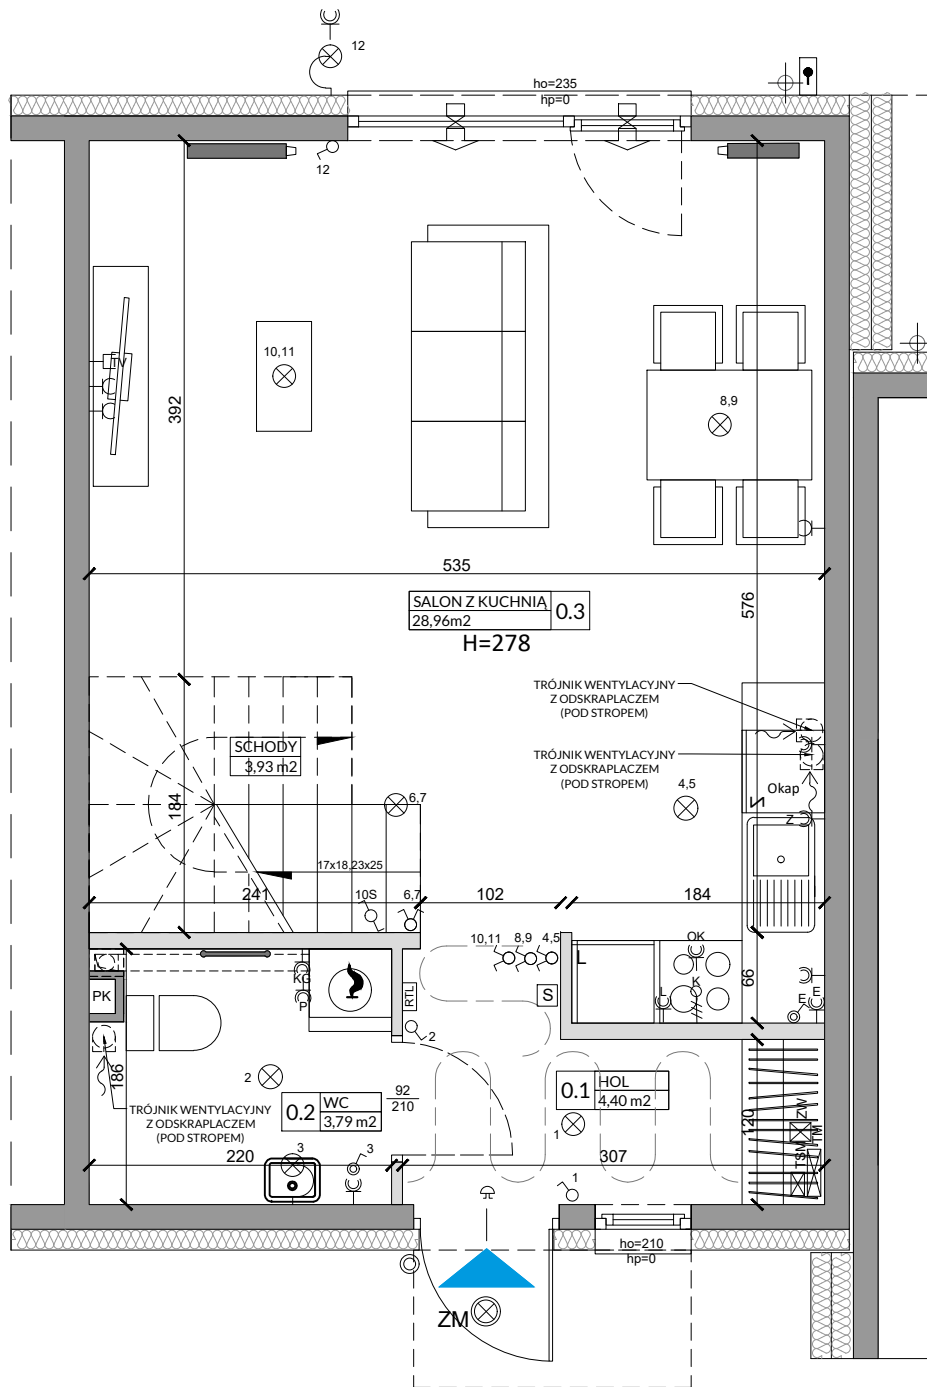 12
ho=235
hp=0
12
TV
10,11
8,9
392
535
576
SALON Z KUCHNIĄ
28,96m2
0.3
H=278
TRÓJNIK WENTYLACYJNY
Z ODSKRAPLACZEM
(POD STROPEM)
TRÓJNIK WENTYLACYJNY
Z ODSKRAPLACZEM
(POD STROPEM)
SCHODY
3,93 m2
Okap
4,5
6,7
184
Z
17x18,23x25
241
10S
6,7
102
184
10,11
8,9
4,5
OK
L
KG
P
PK
RTL
S
L
K
66
E
E
2
186
2
92
210
0.2
WC
3,79 m2
0.1
HOL
4,40 m2
1
120
ZW
TM
TSM
TRÓJNIK WENTYLACYJNY
Z ODSKRAPLACZEM
(POD STROPEM)
3
3
220
307
1
ho=210
hp=0
ZM